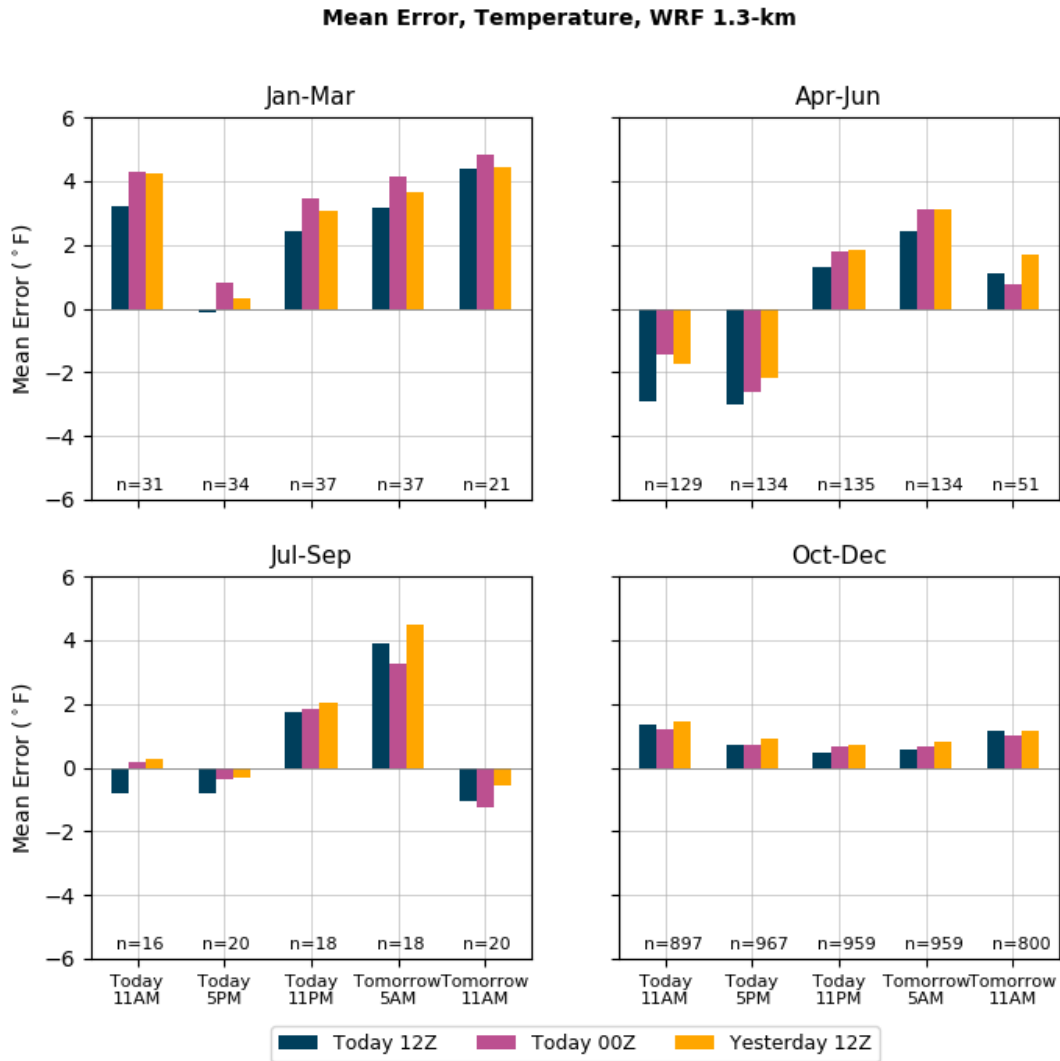 Mean Error, Temperature, WRF 1.3-km
Jan-Mar
Apr-Jun
Mean Error (°F)
6
4
2
0
−2
−4
−6
n=31 n=34 n=37 n=37 n=21
n=129 n=134 n=135 n=134 n=51
Jul-Sep
Oct-Dec
Mean Error (°F)
6
4
2
0
−2
−4
−6
n=16 n=20 n=18 n=18 n=20
n=897 n=967 n=959 n=959 n=800
Today Today Today Tomorrow Tomorrow
11AM 5PM 11PM 5AM 11AM
Today Today Today Tomorrow Tomorrow
11AM 5PM 11PM 5AM 11AM
Today 12Z Today 00Z Yesterday 12Z